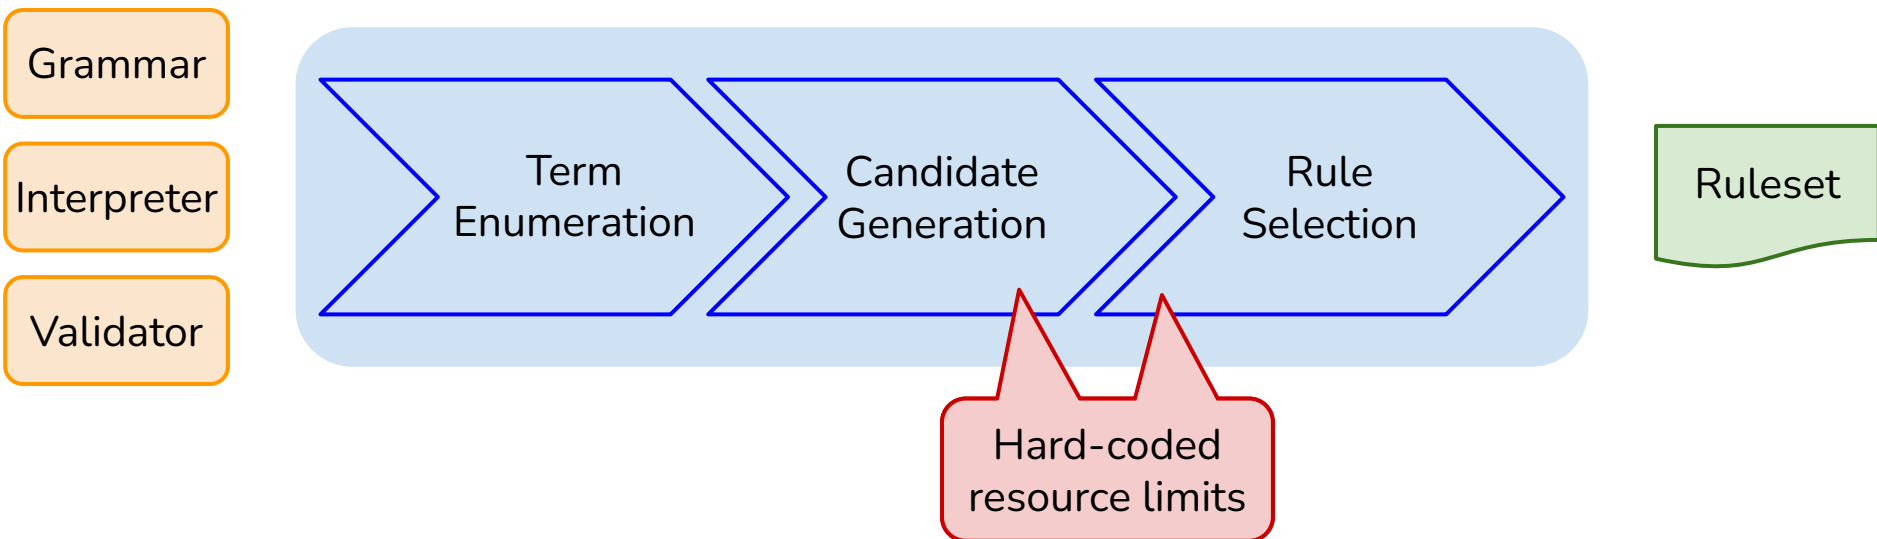 Grammar
Interpreter
Validator
Term
Enumeration
Candidate
Generation
Rule
Selection
Hard-coded
resource limits
Ruleset